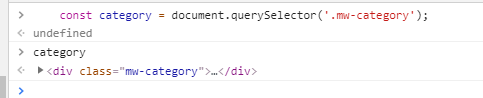 const category = document.querySelector('.mw-category');
undefined
category
<div class="mw-category">…</div>